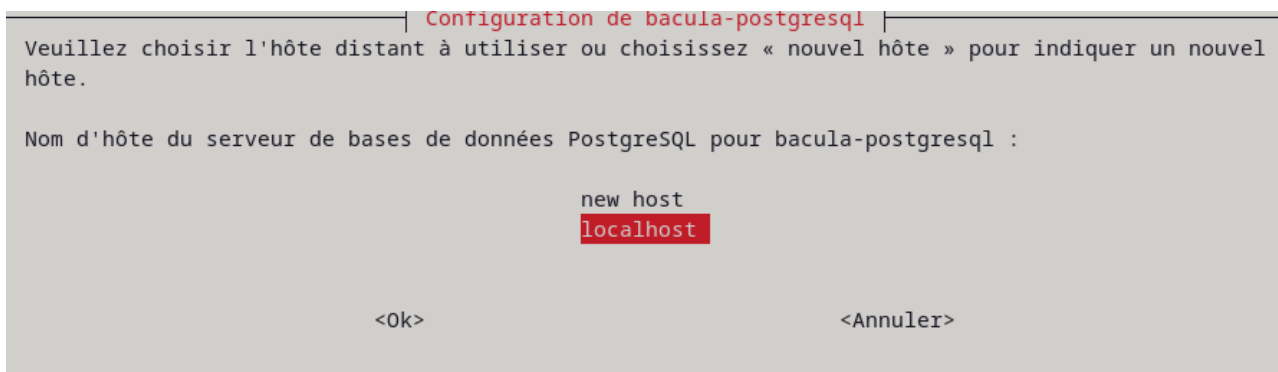 Configuration de bacula-postgresql
Veuillez choisir l'hôte distant à utiliser ou choisissez « nouvel hôte » pour indiquer un nouvel
hôte.
Nom d'hôte du serveur de bases de données PostgreSQL pour bacula-postgresql :
new host
localhost
<Ok> <Annuler>